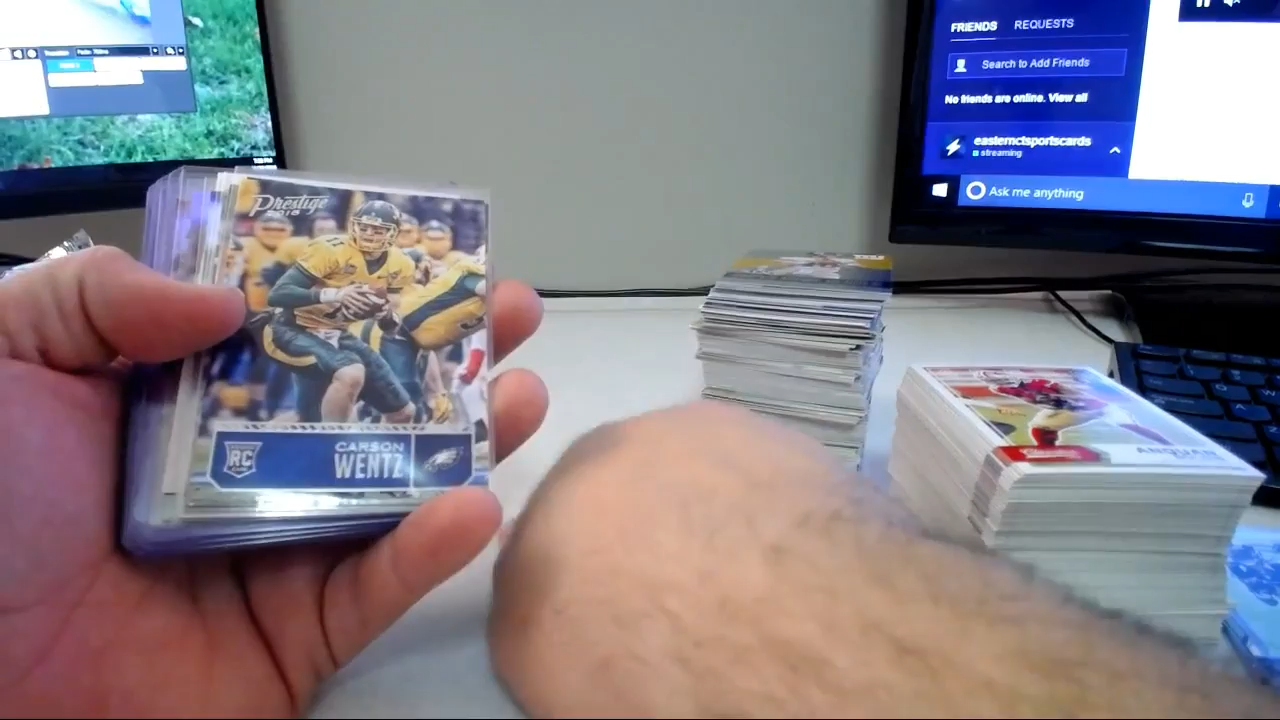 FRIENDS REQUESTS
Search to Add Friends
No friends are online. View all
easternctsportscards
streaming
Ask me anything
Prestige
2016
RC
CARSON
WENTZ
ANQUAN